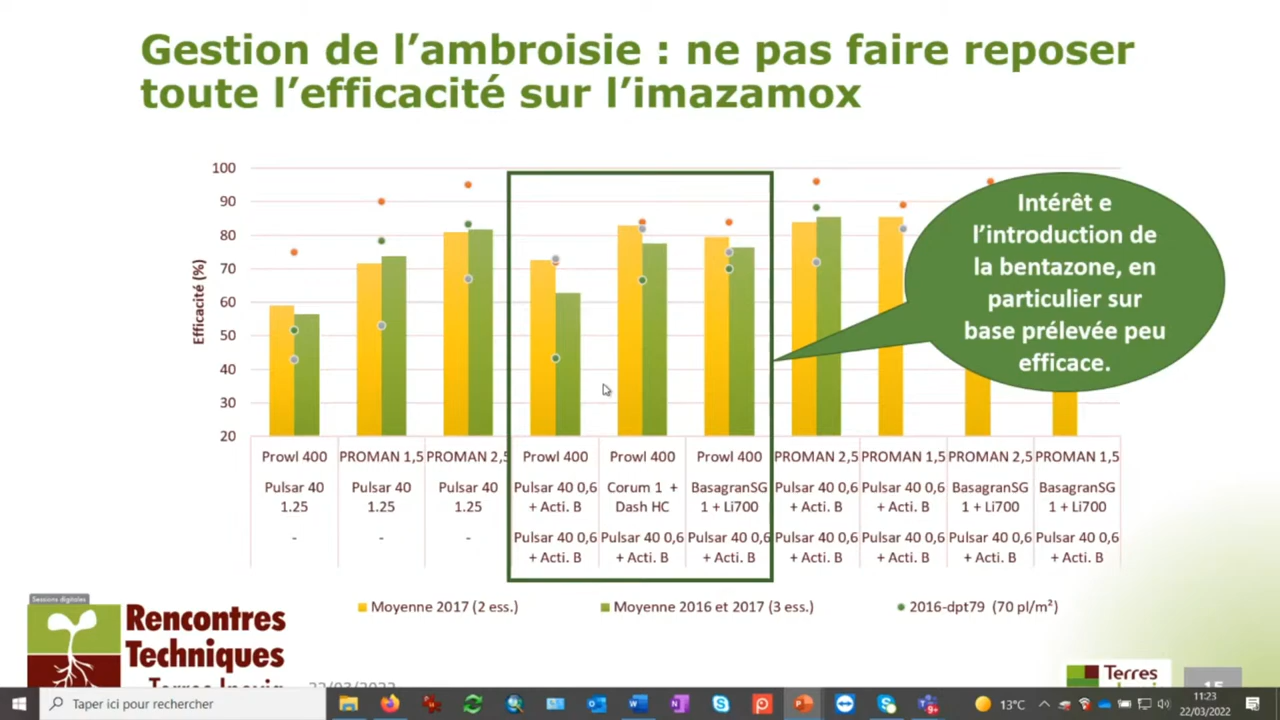 Gestion de l’ambroisie : ne pas faire reposer
toute l’efficacité sur l’imazamox
Efficacité (%)
100
90
80
70
60
50
40
30
20
Intérêt e
l’introduction de
la bentazone, en
particulier sur
base prélevée peu
efficace.
Prowl 400 PROMAN 1,5 PROMAN 2,5 Prowl 400 Prowl 400 Prowl 400 PROMAN 2,5 PROMAN 1,5 PROMAN 2,5 PROMAN 1,5
Pulsar 40 Pulsar 40 Pulsar 40 Pulsar 40 0,6 Corum 1 + BasagranSG Pulsar 40 0,6 Pulsar 40 0,6 BasagranSG BasagranSG
1.25 1.25 1.25 + Acti. B Dash HC 1 + Li700 + Acti. B + Acti. B 1 + Li700 1 + Li700
- - - Pulsar 40 0,6 Pulsar 40 0,6 Pulsar 40 0,6 Pulsar 40 0,6 Pulsar 40 0,6 Pulsar 40 0,6 Pulsar 40 0,6
+ Acti. B + Acti. B + Acti. B + Acti. B + Acti. B + Acti. B + Acti. B
Moyenne 2017 (2 ess.) Moyenne 2016 et 2017 (3 ess.) 2016-dpt79 (70 pl/m²)
Sessions digitales
Rencontres
Techniques
22/03/2022
Terres
15
Taper ici pour rechercher
13°C
11:23
22/03/2022